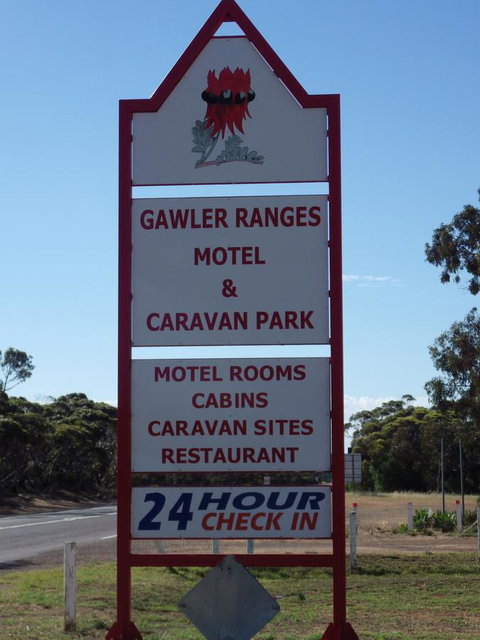 GAWLER RANGES
MOTEL
&
CARAVAN PARK
MOTEL ROOMS
CABINS
CARAVAN SITES
RESTAURANT
24 HOUR
CHECK IN